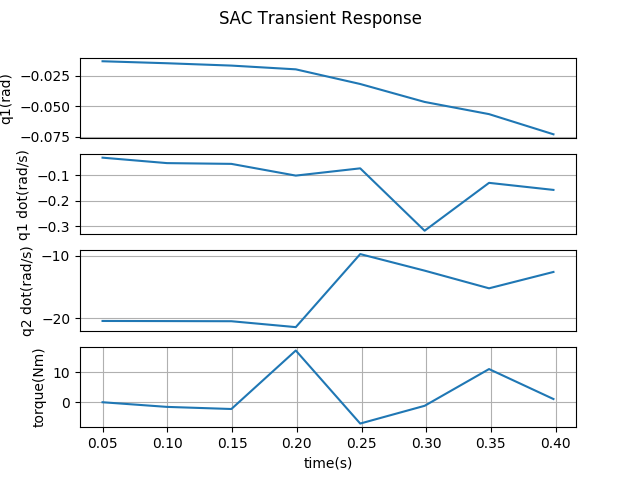 SAC Transient Response
q1(rad)
−0.025
−0.050
−0.075
q1 dot(rad/s)
−0.1
−0.2
−0.3
q2 dot(rad/s)
−10
−20
torque(Nm)
10
0
0.05 0.10 0.15 0.20 0.25 0.30 0.35 0.40
time(s)